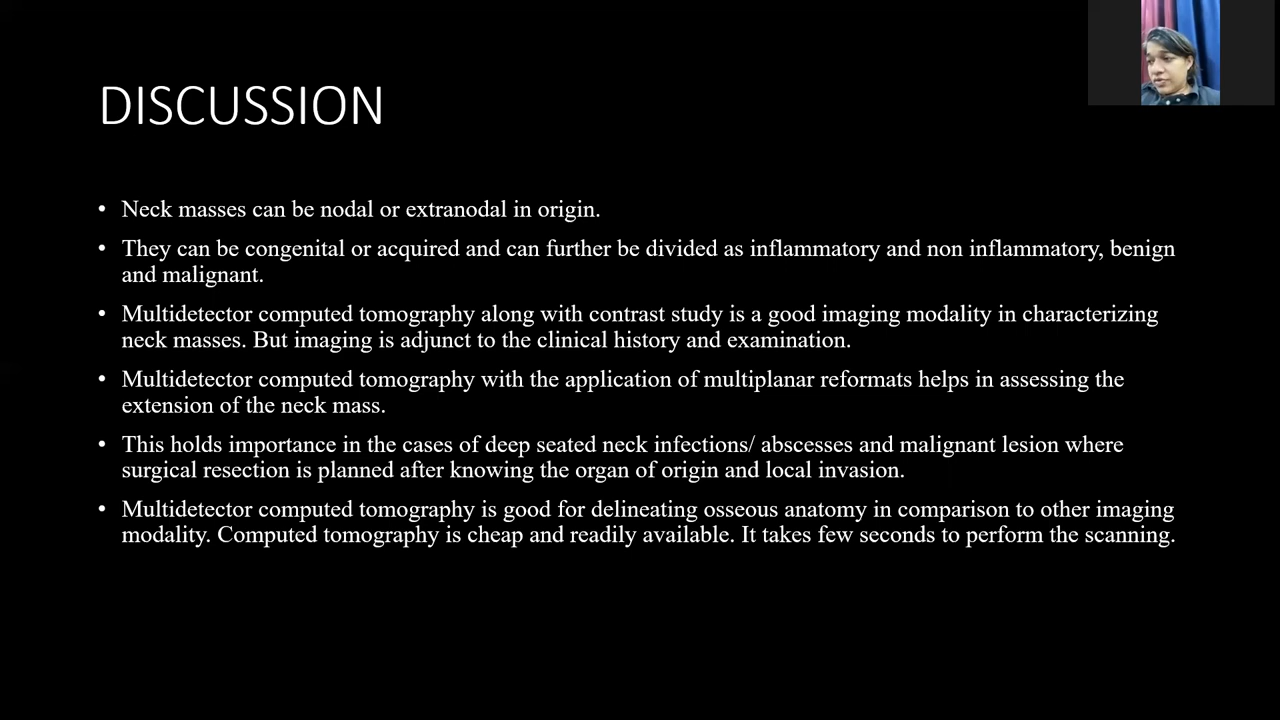 DISCUSSION
• Neck masses can be nodal or extranodal in origin.
• They can be congenital or acquired and can further be divided as inflammatory and non inflammatory, benign
and malignant.
• Multidetector computed tomography along with contrast study is a good imaging modality in characterizing
neck masses. But imaging is adjunct to the clinical history and examination.
• Multidetector computed tomography with the application of multiplanar reformats helps in assessing the
extension of the neck mass.
• This holds importance in the cases of deep seated neck infections/ abscesses and malignant lesion where
surgical resection is planned after knowing the organ of origin and local invasion.
• Multidetector computed tomography is good for delineating osseous anatomy in comparison to other imaging
modality. Computed tomography is cheap and readily available. It takes few seconds to perform the scanning.